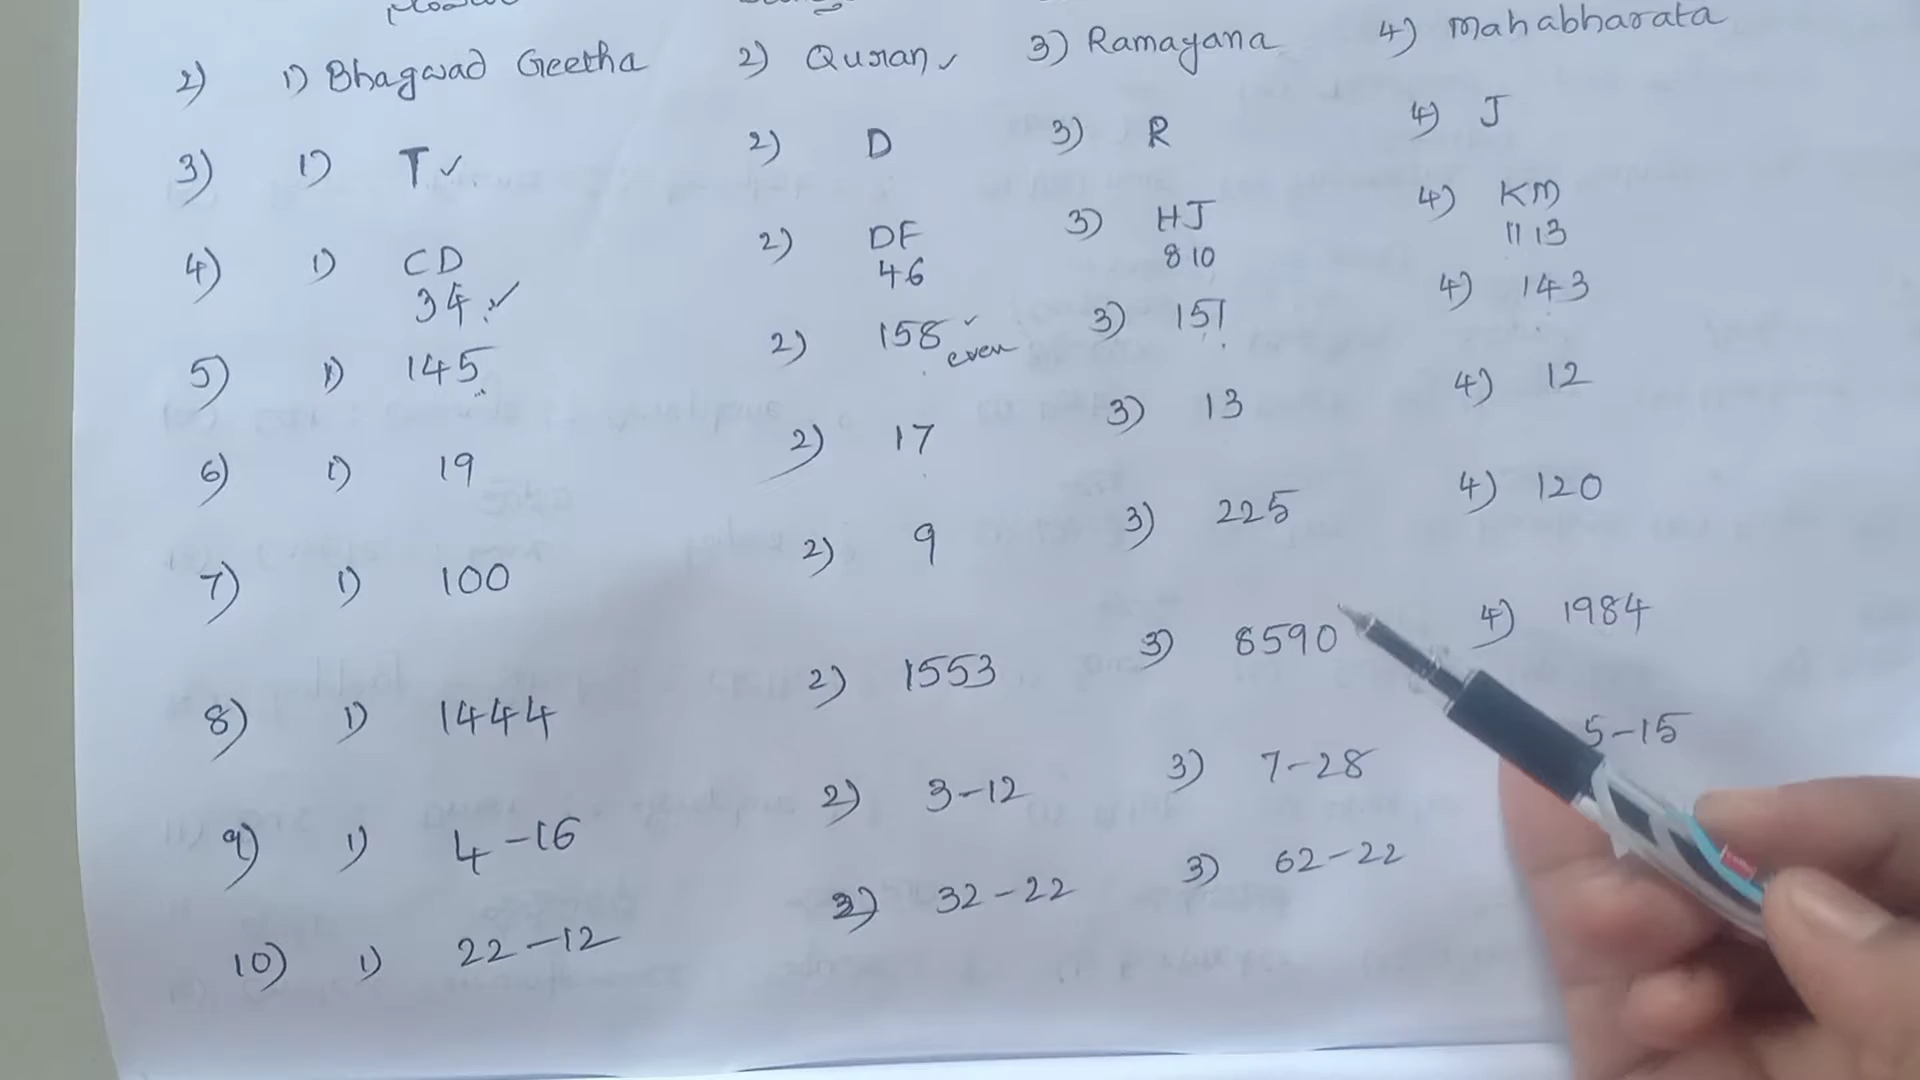 2) 1) Bhagwad Geetha 2) Quran ✓ 3) Ramayana 4) Mahabharata
3) 1) T ✓ 2) D 3) R 4) J
4) 1) CD 2) DF 3) HJ 4) KM
34 ✓ 46 8 10 11 13
5) 1) 145 2) 158 ✓ even 3) 151 4) 143
6) 1) 19 2) 17 3) 13 4) 12
7) 1) 100 2) 9 3) 225 4) 120
8) 1) 1444 2) 1553 3) 8590 4) 1984
9) 1) 4-16 2) 3-12 3) 7-28 5-15
10) 1) 22-12 2) 32-22 3) 62-22